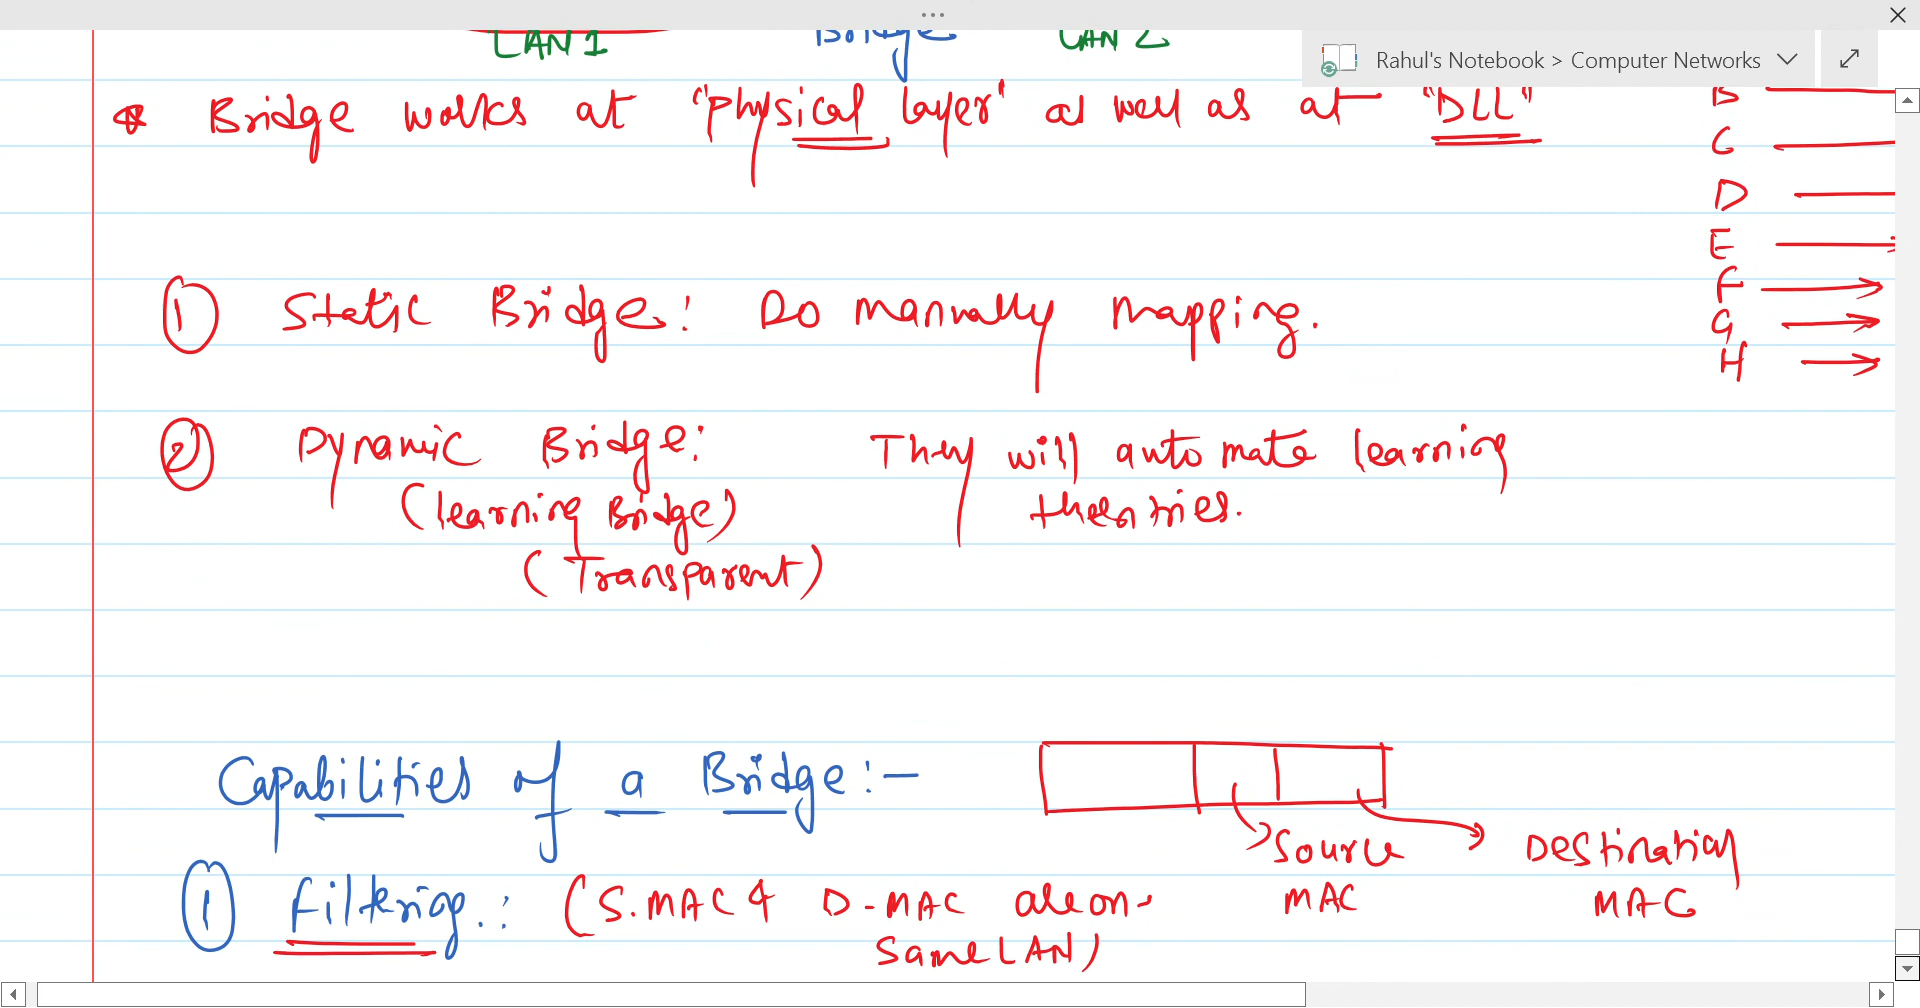 Rahul's Notebook > Computer Networks
LAN 1 Bridge LAN 2
* Bridge works at "Physical layer" as well as at "DLL"
B
C
D
E
F
G
H
① Static Bridge: Do manually mapping.
② Dynamic Bridge: They will automate learning
(learning Bridge) the entries.
(Transparent)
Capabilities of a Bridge:-
Source Destination
MAC MAC
① Filtering.: (S.MAC & D-MAC are on
same LAN)